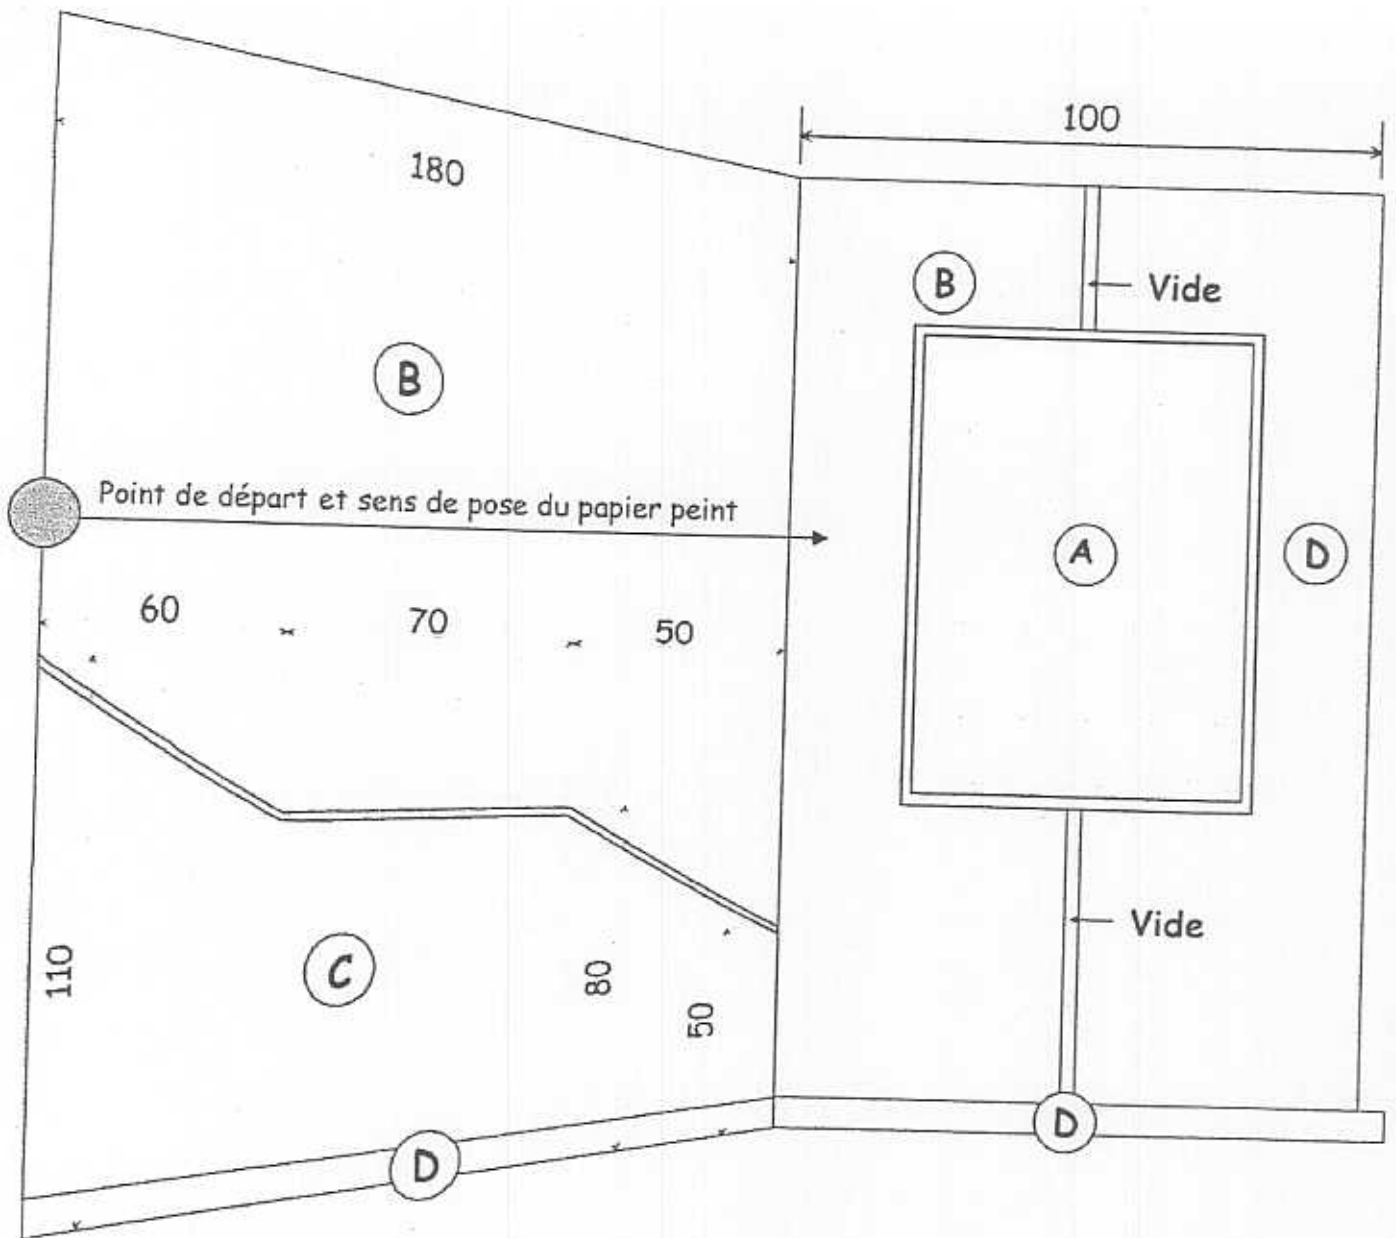 100
180
B
Vide
B
Point de départ et sens de pose du papier peint
A
D
60
70
50
Vide
110
C
80
50
D
D